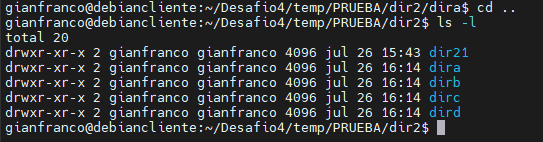 gianfranco@debiancliente:~/Desafio4/temp/PRUEBA/dir2/dira$ cd ..
gianfranco@debiancliente:~/Desafio4/temp/PRUEBA/dir2$ ls -l
total 20
drwxr-xr-x 2 gianfranco gianfranco 4096 jul 26 15:43 dir21
drwxr-xr-x 2 gianfranco gianfranco 4096 jul 26 16:14 dira
drwxr-xr-x 2 gianfranco gianfranco 4096 jul 26 16:14 dirb
drwxr-xr-x 2 gianfranco gianfranco 4096 jul 26 16:14 dirc
drwxr-xr-x 2 gianfranco gianfranco 4096 jul 26 16:14 dird
gianfranco@debiancliente:~/Desafio4/temp/PRUEBA/dir2$